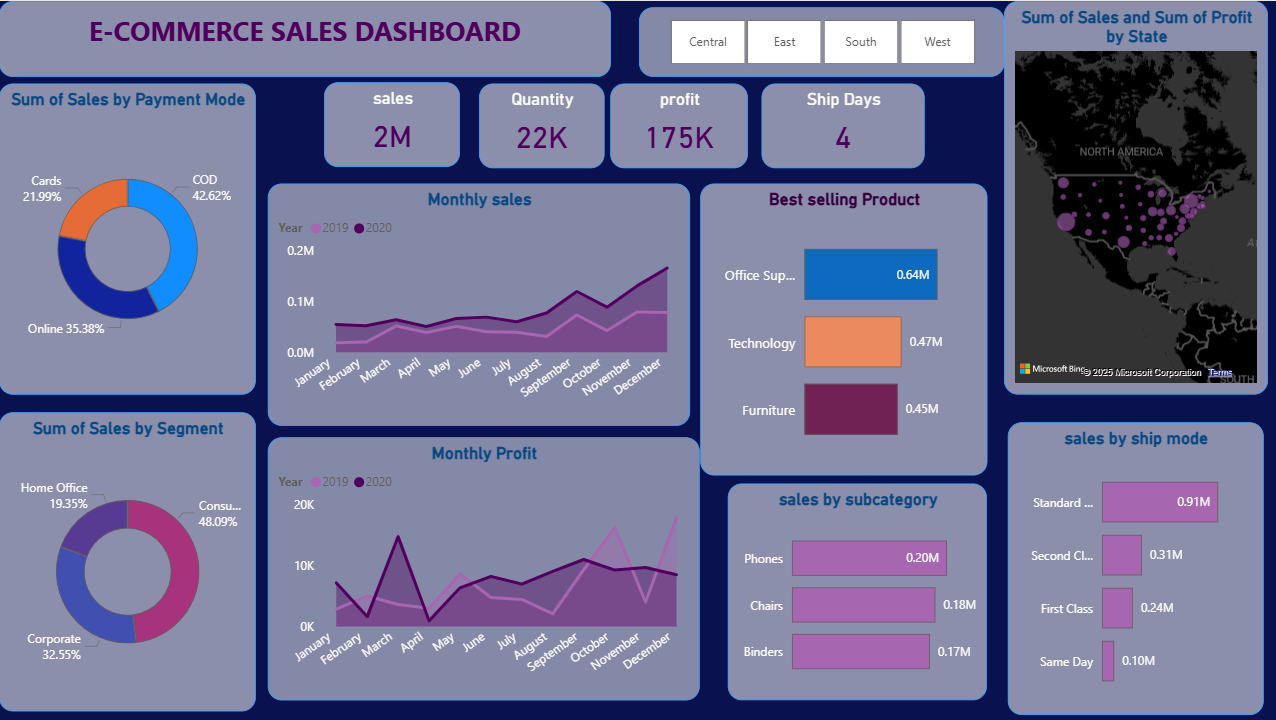 E-COMMERCE SALES DASHBOARD
Central
East
South
West
Sum of Sales and Sum of Profit
by State
NORTH AMERICA
Microsoft Bing
© 2025 Microsoft Corporation
Terms
SOUTH
Sum of Sales by Payment Mode
Cards
21.99%
COD
42.62%
Online 35.38%
sales
2M
Quantity
22K
profit
175K
Ship Days
4
Monthly sales
Year 2019 2020
0.2M
0.1M
0.0M
January
February
March
April
May
June
July
August
September
October
November
December
Best selling Product
Office Sup... 0.64M
Technology 0.47M
Furniture 0.45M
Sum of Sales by Segment
Home Office
19.35%
Consu...
48.09%
Corporate
32.55%
Monthly Profit
Year 2019 2020
20K
10K
0K
January
February
March
April
May
June
July
August
September
October
November
December
sales by subcategory
Phones 0.20M
Chairs 0.18M
Binders 0.17M
sales by ship mode
Standard ... 0.91M
Second Cl... 0.31M
First Class 0.24M
Same Day 0.10M